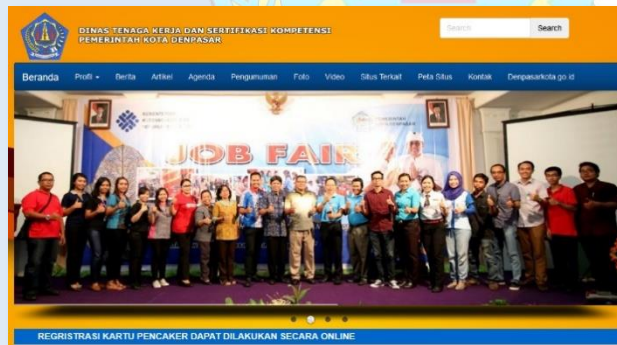 DINAS TENAGA KERJA DAN SERTIFIKASI KOMPETENSI
PEMERINTAH KOTA DENPASAR
Search Search
Beranda Profil Berita Artikel Agenda Pengumuman Foto Video Situs Terkait Peta Situs Kontak Denpasarkota.go.id
JOB FAIR
REGRISTRASI KARTU PENCAKER DAPAT DILAKUKAN SECARA ONLINE